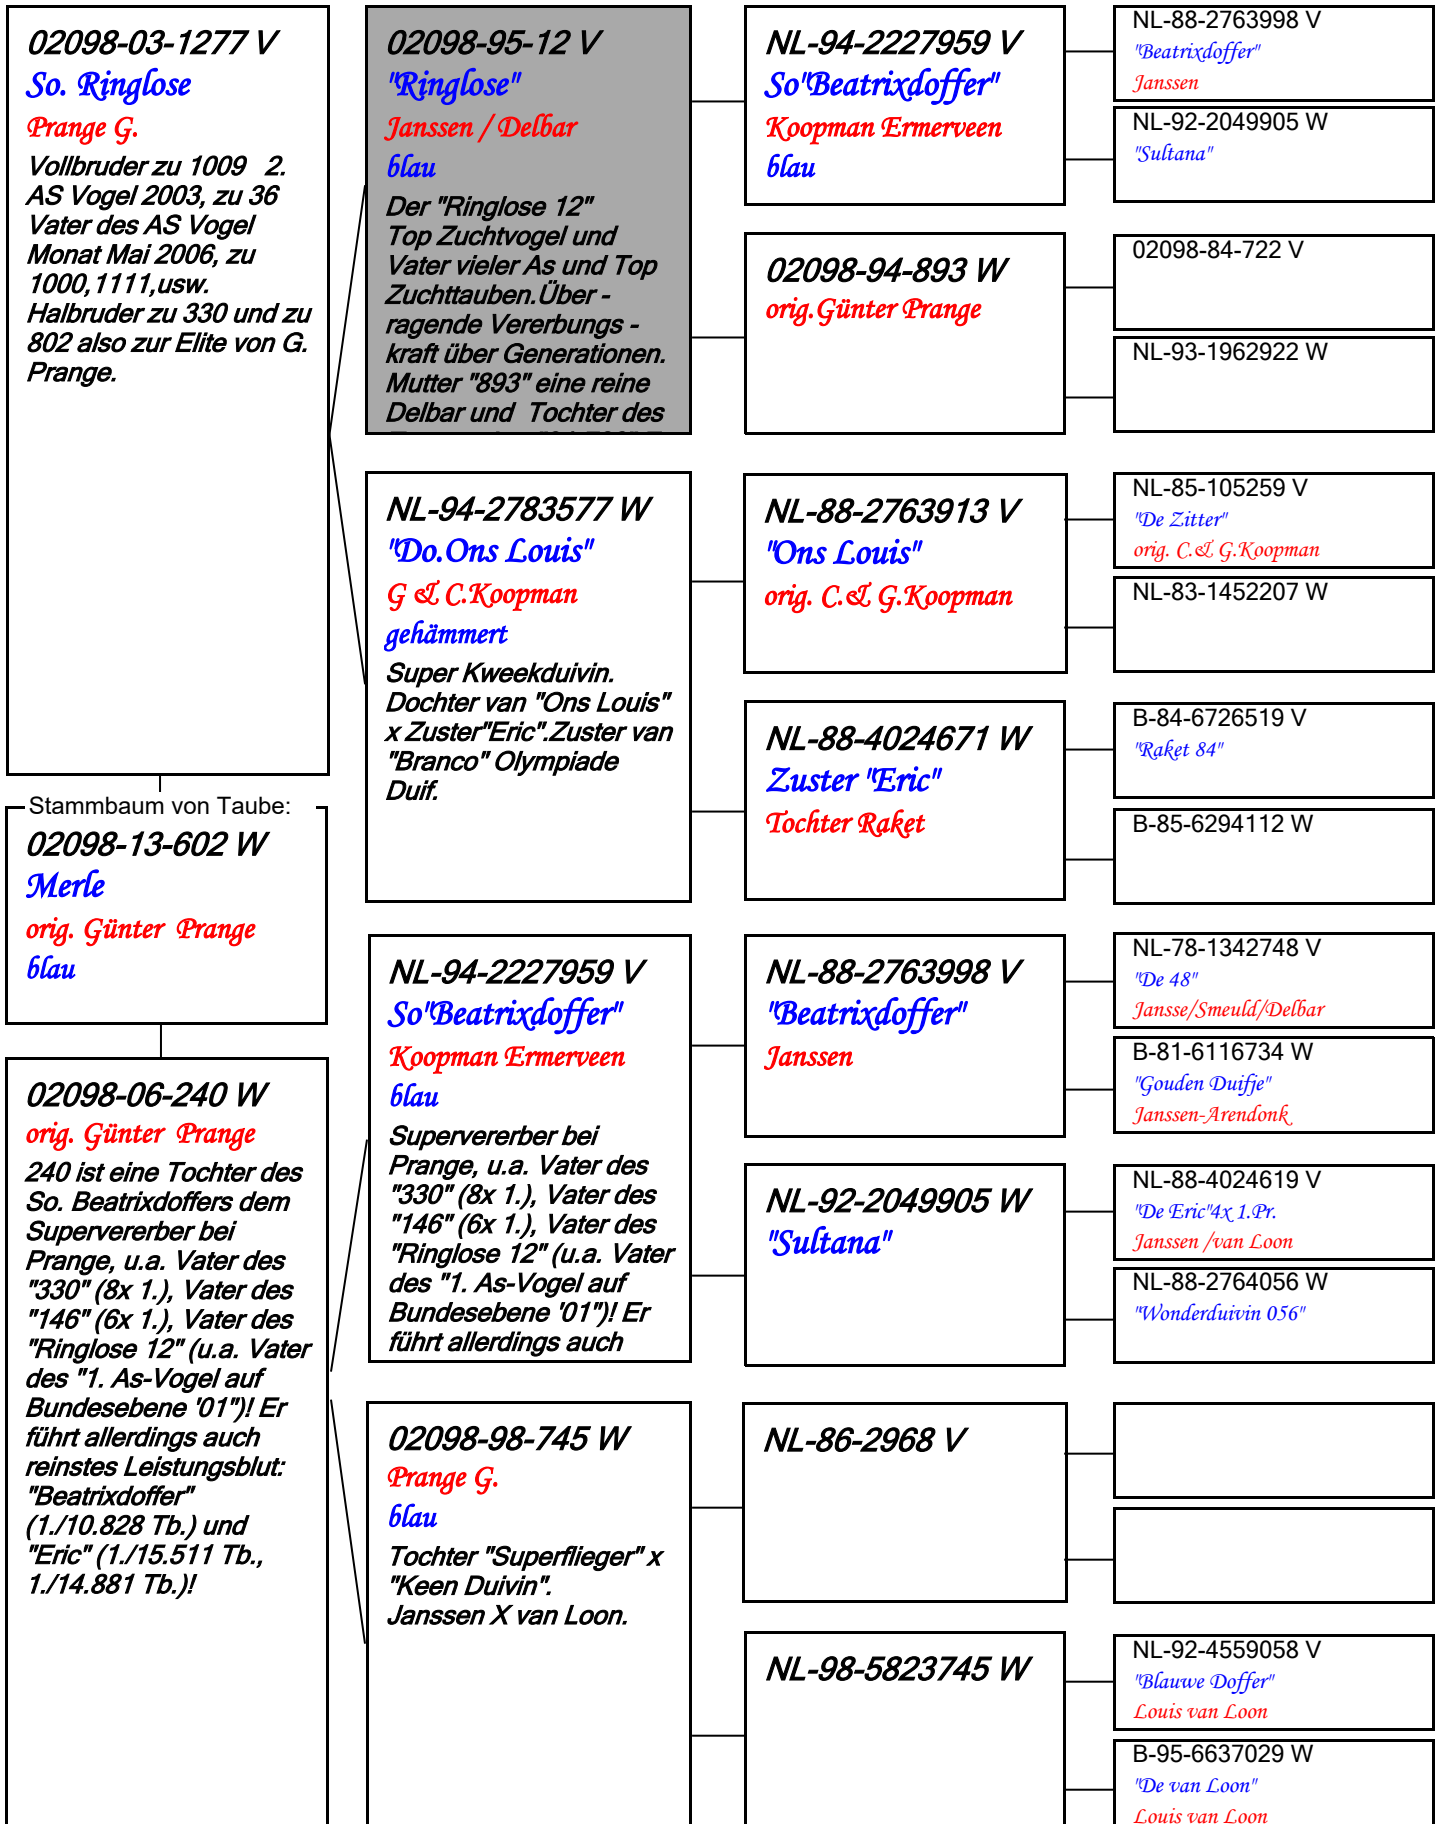 02098-03-1277 V
So. Ringlose
Prange G.
Vollbruder zu 1009   2.
AS Vogel 2003, zu 36
Vater des AS Vogel
Monat Mai 2006, zu
1000,1111,usw.
Halbruder zu 330 und zu
802 also zur Elite von G.
Prange.
Stammbaum von Taube:
02098-13-602 W
Merle
orig. Günter  Prange
blau
02098-06-240 W
orig. Günter  Prange
240 ist eine Tochter des
So. Beatrixdoffers dem
Supervererber bei
Prange, u.a. Vater des
"330" (8x 1.), Vater des
"146" (6x 1.), Vater des
"Ringlose 12" (u.a. Vater
des "1. As-Vogel auf
Bundesebene '01")! Er
führt allerdings auch
reinstes Leistungsblut:
"Beatrixdoffer"
(1./10.828 Tb.) und
"Eric" (1./15.511 Tb.,
1./14.881 Tb.)!
02098-95-12 V
"Ringlose"
Janssen / Delbar
blau
Der "Ringlose 12"
Top Zuchtvogel und
Vater vieler As und Top
Zuchttauben.Über -
ragende Vererbungs -
kraft über Generationen.
Mutter "893" eine reine
Delbar und  Tochter des
NL-94-2783577 W
"Do.Ons Louis"
G & C.Koopman
gehämmert
Super Kweekduivin.
Dochter van "Ons Louis"
x Zuster"Eric".Zuster van
"Branco" Olympiade
Duif.
NL-94-2227959 V
So"Beatrixdoffer"
Koopman Ermerveen
blau
Supervererber bei
Prange, u.a. Vater des
"330" (8x 1.), Vater des
"146" (6x 1.), Vater des
"Ringlose 12" (u.a. Vater
des "1. As-Vogel auf
Bundesebene '01")! Er
führt allerdings auch
02098-98-745 W
Prange G.
blau
Tochter "Superflieger" x
"Keen Duivin".
Janssen X van Loon.
NL-94-2227959 V
So"Beatrixdoffer"
Koopman Ermerveen
blau
02098-94-893 W
orig.Günter Prange
NL-88-2763913 V
"Ons Louis"
orig. C.& G.Koopman
NL-88-4024671 W
Zuster "Eric"
Tochter Raket
NL-88-2763998 V
"Beatrixdoffer"
Janssen
NL-92-2049905 W
"Sultana"
NL-86-2968 V
NL-98-5823745 W
NL-88-2763998 V
"Beatrixdoffer"
Janssen
NL-92-2049905 W
"Sultana"
02098-84-722 V
NL-93-1962922 W
NL-85-105259 V
"De Zitter"
orig. C.& G.Koopman
NL-83-1452207 W
B-84-6726519 V
"Raket 84"
B-85-6294112 W
NL-78-1342748 V
"De 48"
Jansse/Smeuld/Delbar
B-81-6116734 W
"Gouden Duifje"
Janssen-Arendonk
NL-88-4024619 V
"De Eric"4x 1.Pr.
Janssen /van Loon
NL-88-2764056 W
"Wonderduivin 056"
NL-92-4559058 V
"Blauwe Doffer"
Louis van Loon
B-95-6637029 W
"De van Loon"
Louis van Loon